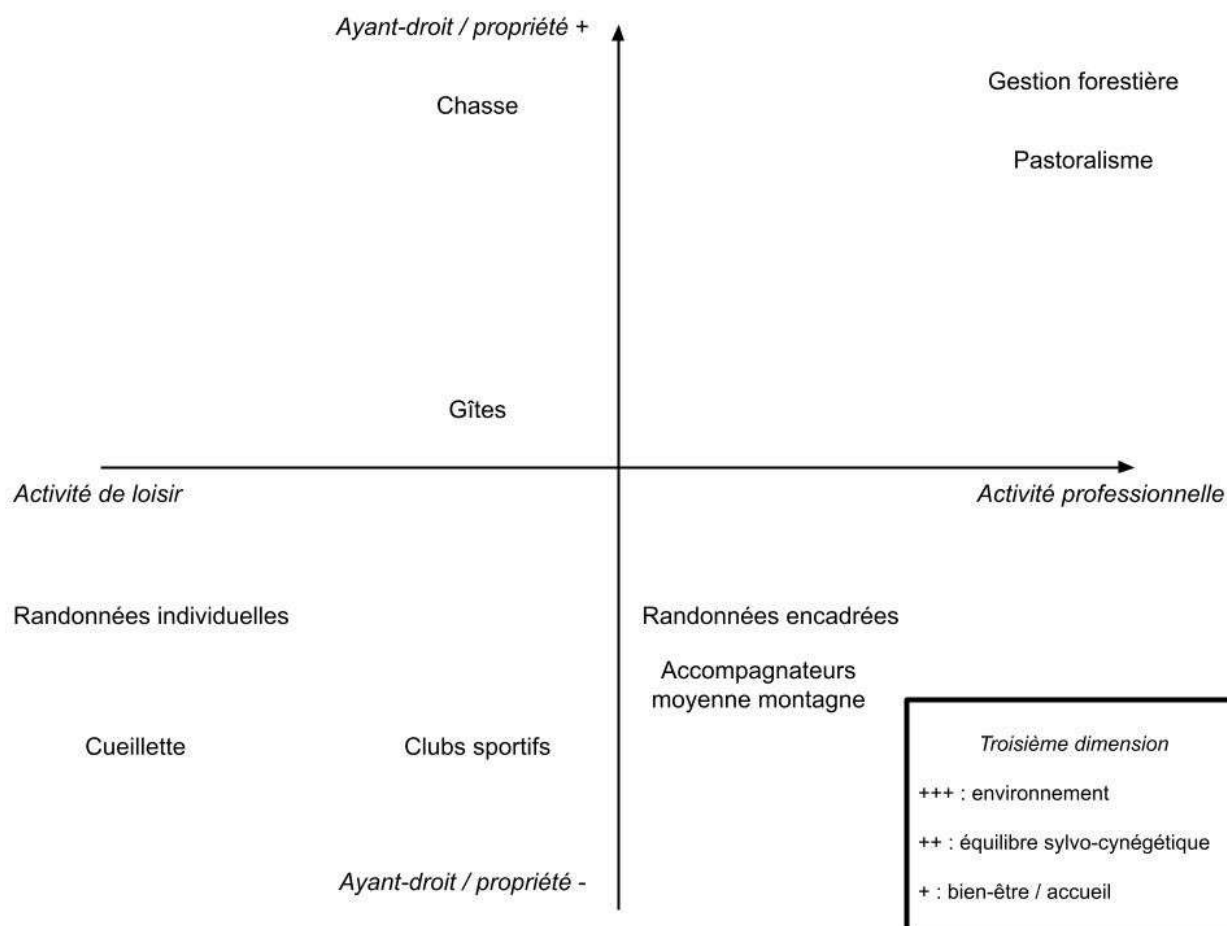 Ayant-droit / propriété +
Gestion forestière
Chasse
Pastoralisme
Gîtes
Activité de loisir
Activité professionnelle
Randonnées individuelles
Randonnées encadrées
Accompagnateurs
moyenne montagne
Cueillette
Clubs sportifs
Ayant-droit / propriété -
Troisième dimension
+++ : environnement
++ : équilibre sylvo-cynégétique
+ : bien-être / accueil